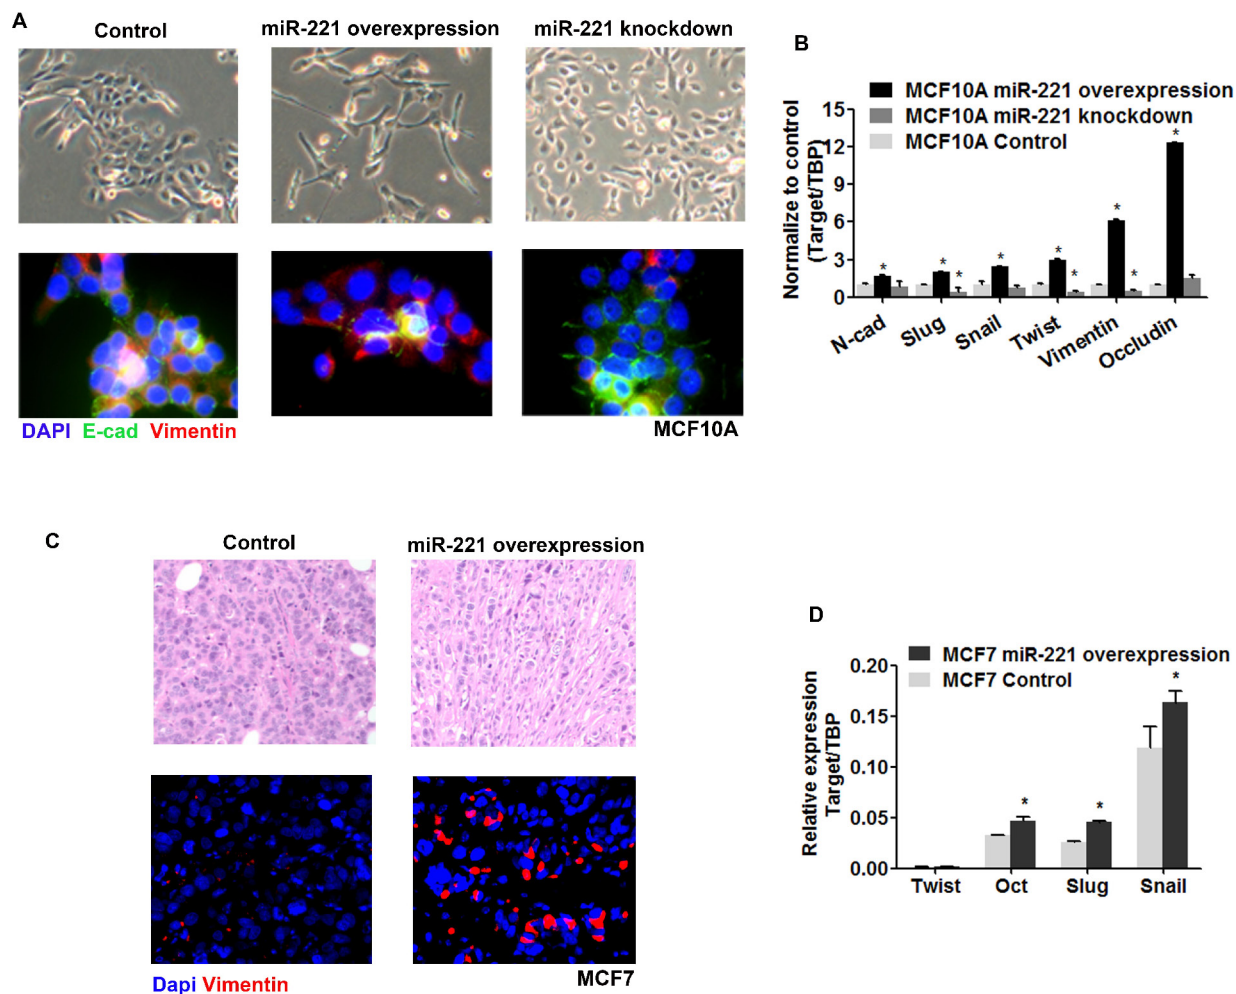 A
Control
miR-221 overexpression
miR-221 knockdown
DAPI E-cad Vimentin
MCF10A
B
MCF10A miR-221 overexpression
MCF10A miR-221 knockdown
MCF10A Control
Normalize to control
(Target/TBP)
15
12
9
6
3
0
* * * * * * * * *
N-cad
Slug
Snail
Twist
Vimentin
Occludin
C
Control
miR-221 overexpression
Dapi Vimentin
MCF7
D
MCF7 miR-221 overexpression
MCF7 Control
Relative expression
Target/TBP
0.20
0.15
0.10
0.05
0.00
* * *
Twist
Oct
Slug
Snail